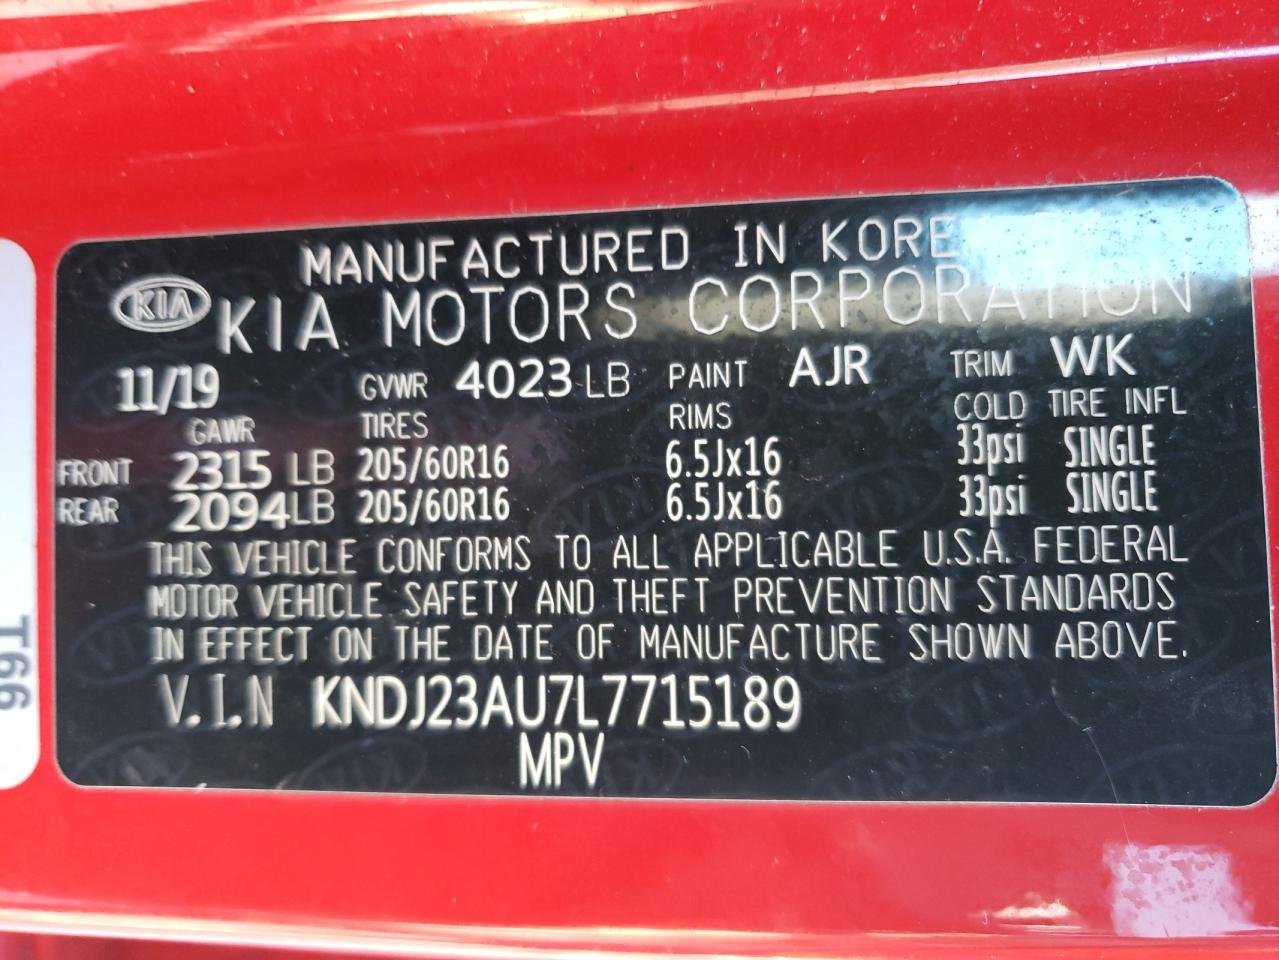 MANUFACTURED IN KORE
KIA KIA MOTORS CORPORATION
11/19 GVWR 4023 LB PAINT AJR TRIM WK
GAWR TIRES RIMS COLD TIRE INFL
FRONT 2315 LB 205/60R16 6.5Jx16 33psi SINGLE
REAR 2094LB 205/60R16 6.5Jx16 33psi SINGLE
THIS VEHICLE CONFORMS TO ALL APPLICABLE U.S.A. FEDERAL
MOTOR VEHICLE SAFETY AND THEFT PREVENTION STANDARDS
IN EFFECT ON THE DATE OF MANUFACTURE SHOWN ABOVE.
V.I.N KNDJ23AU7L7715189
MPV